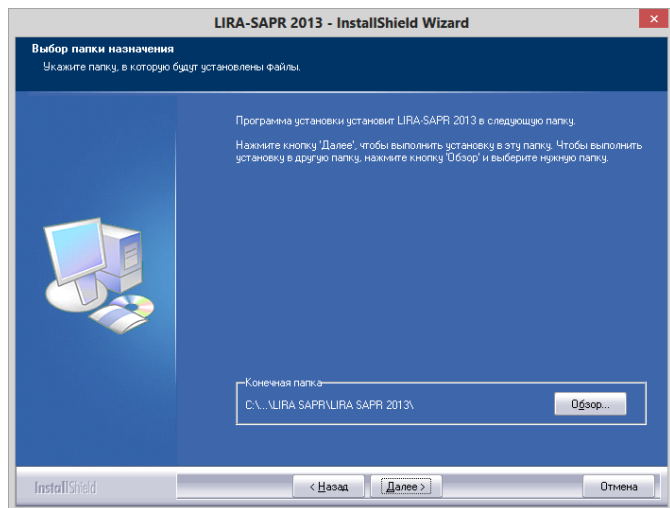 LIRA-SAPR 2013 - InstallShield Wizard
Выбор папки назначения
Укажите папку, в которую будут установлены файлы.
Программа установки установит LIRA-SAPR 2013 в следующую папку.
Нажмите кнопку 'Далее', чтобы выполнить установку в эту папку. Чтобы выполнить
установку в другую папку, нажмите кнопку 'Обзор' и выберите нужную папку.
Конечная папка
C:\...\LIRA SAPR\LIRA SAPR 2013\
Обзор...
InstallShield
< Назад
Далее >
Отмена